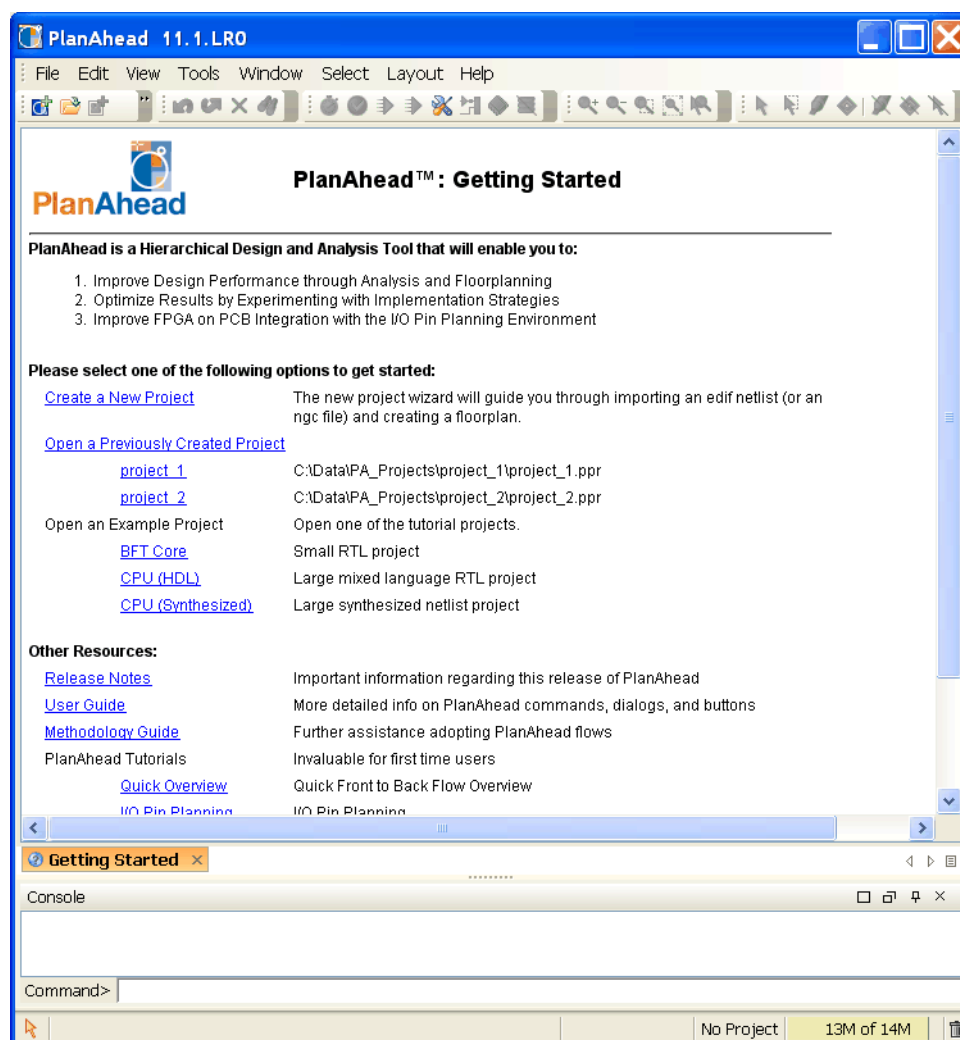 PlanAhead 11.1.LR0
File Edit View Tools Window Select Layout Help
PlanAhead
PlanAhead™: Getting Started
PlanAhead is a Hierarchical Design and Analysis Tool that will enable you to:
1. Improve Design Performance through Analysis and Floorplanning
2. Optimize Results by Experimenting with Implementation Strategies
3. Improve FPGA on PCB Integration with the I/O Pin Planning Environment
Please select one of the following options to get started:
Create a New Project The new project wizard will guide you through importing an edif netlist (or an
ngc file) and creating a floorplan.
Open a Previously Created Project
project_1 C:\Data\PA_Projects\project_1\project_1.ppr
project_2 C:\Data\PA_Projects\project_2\project_2.ppr
Open an Example Project Open one of the tutorial projects.
BFT Core Small RTL project
CPU (HDL) Large mixed language RTL project
CPU (Synthesized) Large synthesized netlist project
Other Resources:
Release Notes Important information regarding this release of PlanAhead
User Guide More detailed info on PlanAhead commands, dialogs, and buttons
Methodology Guide Further assistance adopting PlanAhead flows
PlanAhead Tutorials Invaluable for first time users
Quick Overview Quick Front to Back Flow Overview
I/O Pin Planning I/O Pin Planning
Getting Started
Console
Command>
No Project 13M of 14M